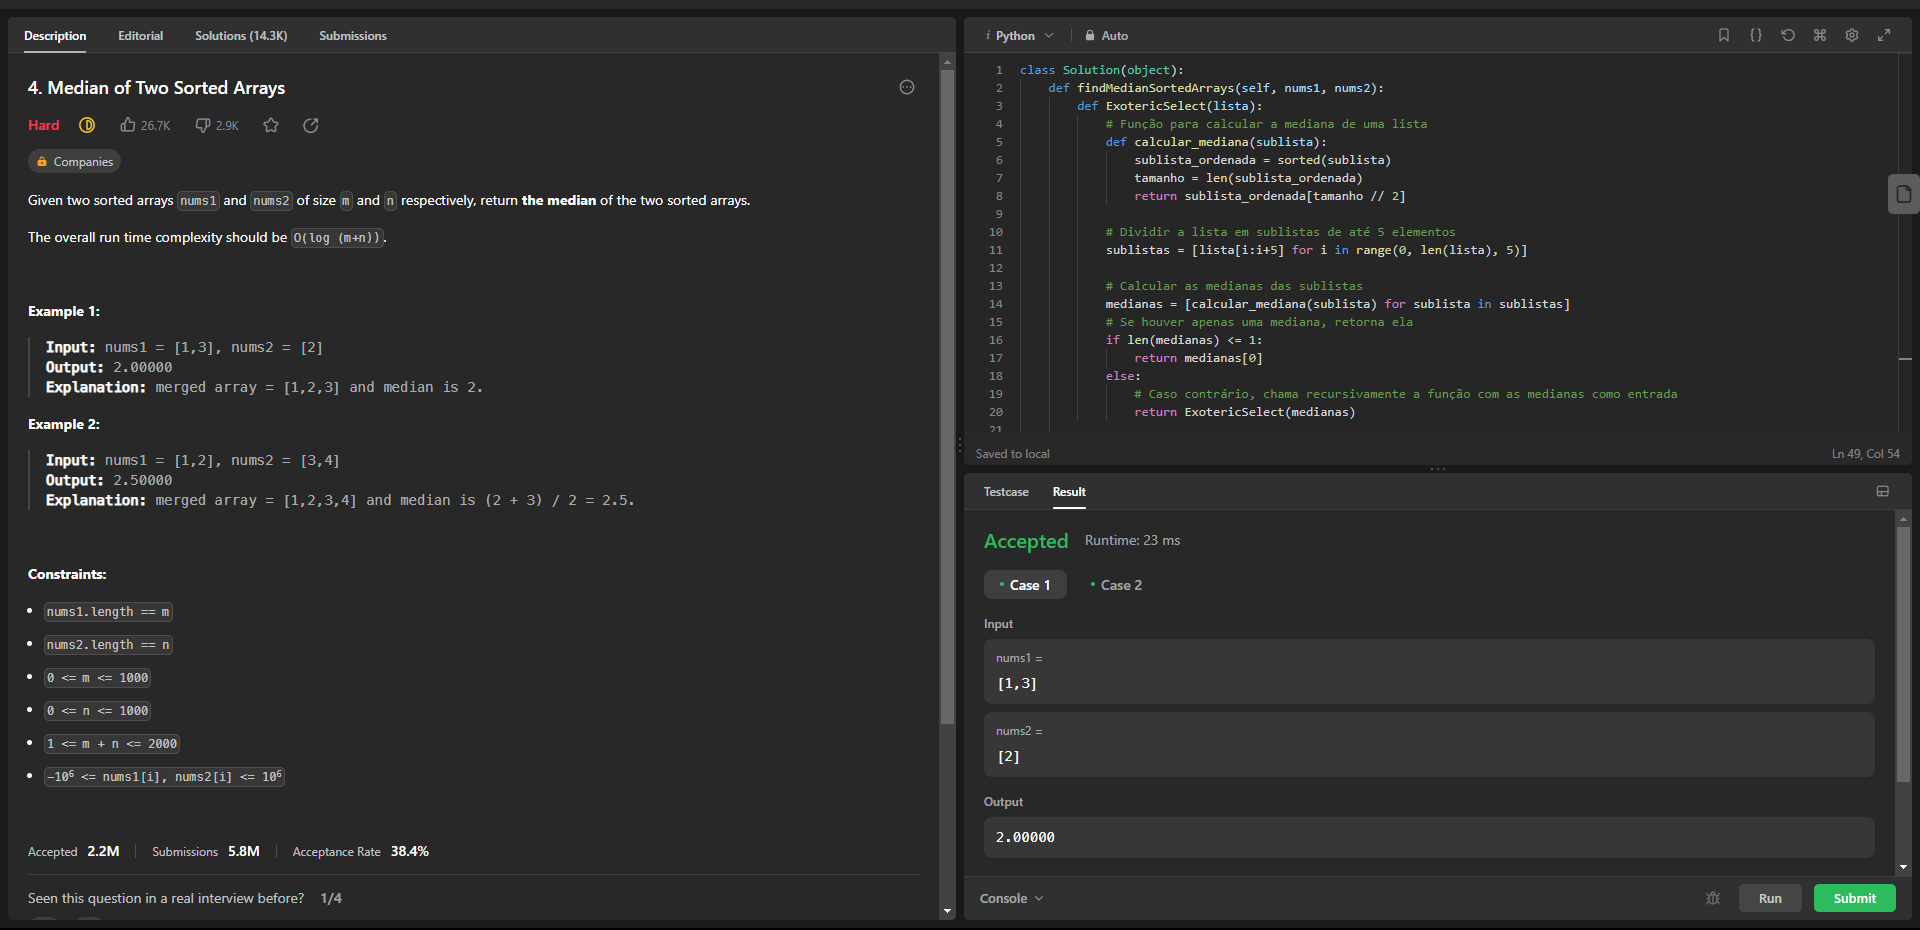 Description Editorial Solutions (14.3K) Submissions
4. Median of Two Sorted Arrays
Hard 26.7K 2.9K
Companies
Given two sorted arrays nums1 and nums2 of size m and n respectively, return the median of the two sorted arrays.
The overall run time complexity should be O(log (m+n)).
Example 1:
Input: nums1 = [1,3], nums2 = [2]
Output: 2.00000
Explanation: merged array = [1,2,3] and median is 2.
Example 2:
Input: nums1 = [1,2], nums2 = [3,4]
Output: 2.50000
Explanation: merged array = [1,2,3,4] and median is (2 + 3) / 2 = 2.5.
Constraints:
• nums1.length == m
• nums2.length == n
• 0 <= m <= 1000
• 0 <= n <= 1000
• 1 <= m + n <= 2000
• -10⁶ <= nums1[i], nums2[i] <= 10⁶
Accepted 2.2M Submissions 5.8M Acceptance Rate 38.4%
Seen this question in a real interview before? 1/4
i Python Auto
1 class Solution(object):
2 def findMedianSortedArrays(self, nums1, nums2):
3 def ExotericSelect(lista):
4 # Função para calcular a mediana de uma lista
5 def calcular_mediana(sublista):
6 sublista_ordenada = sorted(sublista)
7 tamanho = len(sublista_ordenada)
8 return sublista_ordenada[tamanho // 2]
9
10 # Dividir a lista em sublistas de até 5 elementos
11 sublistas = [lista[i:i+5] for i in range(0, len(lista), 5)]
12
13 # Calcular as medianas das sublistas
14 medianas = [calcular_mediana(sublista) for sublista in sublistas]
15 # Se houver apenas uma mediana, retorna ela
16 if len(medianas) <= 1:
17 return medianas[0]
18 else:
19 # Caso contrário, chama recursivamente a função com as medianas como entrada
20 return ExotericSelect(medianas)
21
Saved to local Ln 49, Col 54
Testcase Result
Accepted Runtime: 23 ms
• Case 1 • Case 2
Input
nums1 =
[1,3]
nums2 =
[2]
Output
2.00000
Console Run Submit